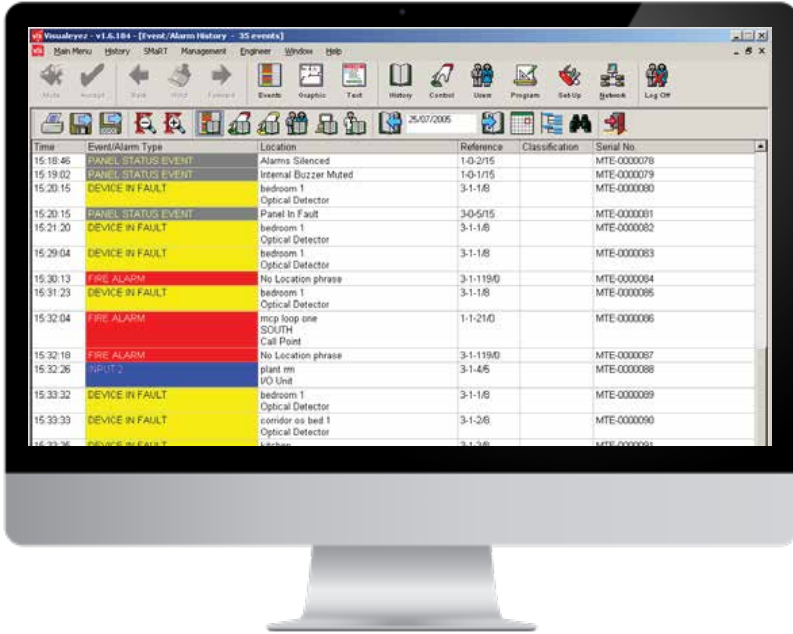 Visualeyez - v1.6.104 - [Event/Alarm History - 35 events]
Main Menu History SMaRT Management Engineer Window Help
Mute Accept Back Print Forward Events Graphic Text History Control Users Program Set-Up Network Log Off
25/07/2005
Time Event/Alarm Type Location Reference Classification Serial No.
15:18:46 PANEL STATUS EVENT Alarms Silenced 1-0-2/15 MTE-0000078
15:19:02 PANEL STATUS EVENT Internal Buzzer Muted 1-0-1/15 MTE-0000079
15:20:15 DEVICE IN FAULT bedroom 1 3-1-1/8 MTE-0000080
Optical Detector
15:20:15 PANEL STATUS EVENT Panel In Fault 3-0-5/15 MTE-0000081
15:21:20 DEVICE IN FAULT bedroom 1 3-1-1/8 MTE-0000082
Optical Detector
15:29:04 DEVICE IN FAULT bedroom 1 3-1-1/8 MTE-0000083
Optical Detector
15:30:13 FIRE ALARM No Location phrase 3-1-119/0 MTE-0000084
15:31:23 DEVICE IN FAULT bedroom 1 3-1-1/8 MTE-0000085
Optical Detector
15:32:04 FIRE ALARM mcp loop one 1-1-21/0 MTE-0000086
SOUTH
Call Point
15:32:18 FIRE ALARM No Location phrase 3-1-119/0 MTE-0000087
15:32:26 INPUT 2 plant rm 3-1-4/5 MTE-0000088
I/O Unit
15:33:32 DEVICE IN FAULT bedroom 1 3-1-1/8 MTE-0000089
Optical Detector
15:33:33 DEVICE IN FAULT corridor os bed 1 3-1-2/8 MTE-0000090
Optical Detector
DEVICE IN FAULT kitchen MTE-0000091